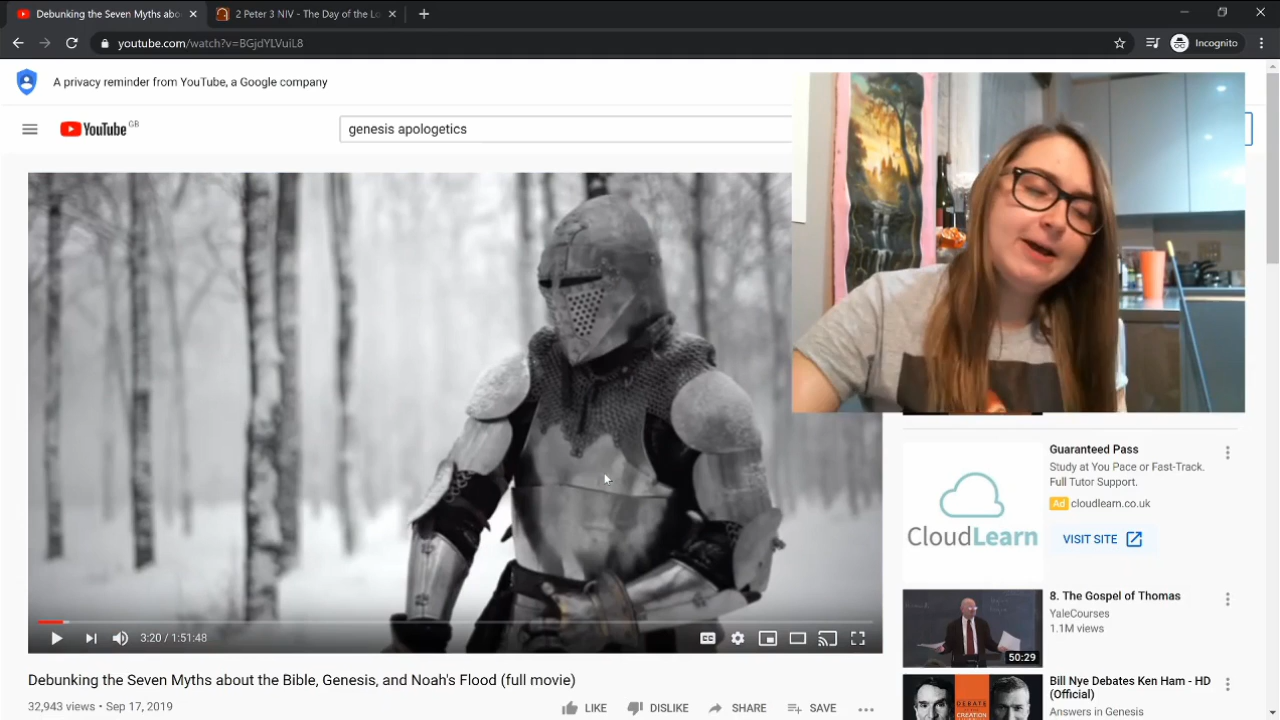 Debunking the Seven Myths abo
2 Peter 3 NIV - The Day of the Lo
youtube.com/watch?v=BGjdYLVuiL8
Incognito
A privacy reminder from YouTube, a Google company
YouTube GB
genesis apologetics
3:20 / 1:51:48
CC
Debunking the Seven Myths about the Bible, Genesis, and Noah's Flood (full movie)
32,943 views • Sep 17, 2019
LIKE
DISLIKE
SHARE
SAVE
Guaranteed Pass
Study at You Pace or Fast-Track.
Full Tutor Support.
Ad cloudlearn.co.uk
VISIT SITE
CloudLearn
8. The Gospel of Thomas
YaleCourses
1.1M views
50:29
Bill Nye Debates Ken Ham - HD
(Official)
Answers in Genesis
DEBATE